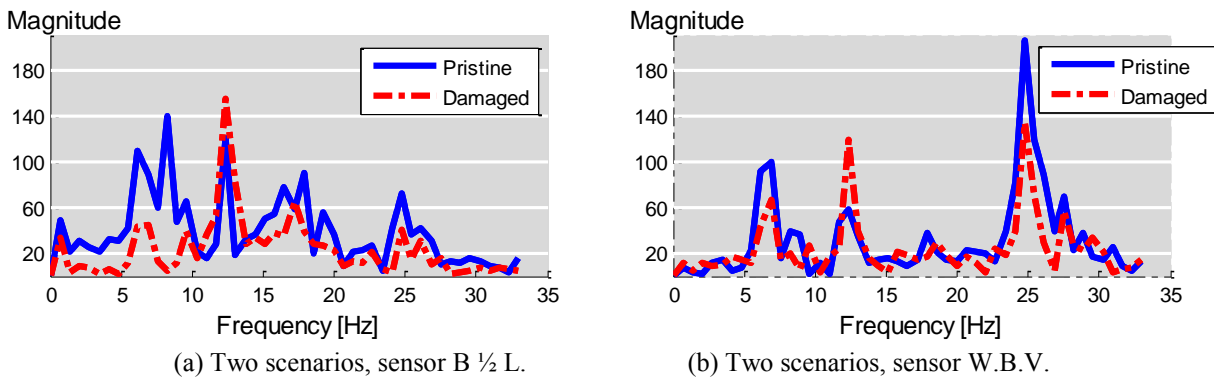 Magnitude
180
140
100
60
20
0 5 10 15 20 25 30 35
Frequency [Hz]
Pristine
Damaged
(a) Two scenarios, sensor B ½ L.
Magnitude
180
140
100
60
20
0 5 10 15 20 25 30 35
Frequency [Hz]
Pristine
Damaged
(b) Two scenarios, sensor W.B.V.